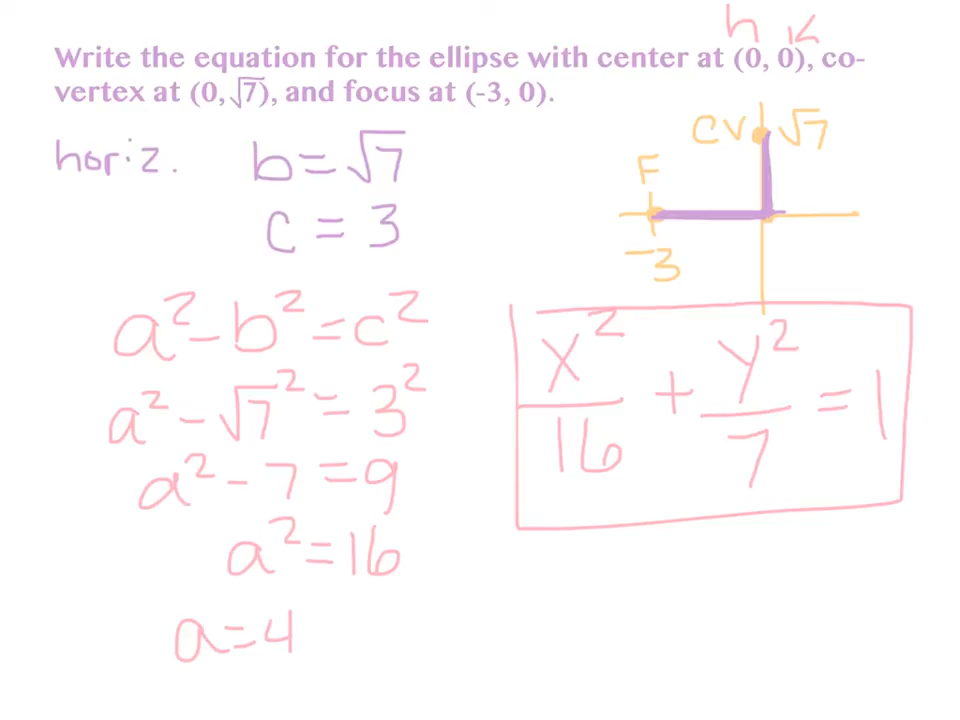 h k
Write the equation for the ellipse with center at (0, 0), co-
vertex at (0, √7), and focus at (-3, 0).
horiz.
b = √7
c = 3
CV √7
F
-3
a² - b² = c²
a² - √7² = 3²
a² - 7 = 9
a² = 16
a = 4
x²/16 + y²/7 = 1